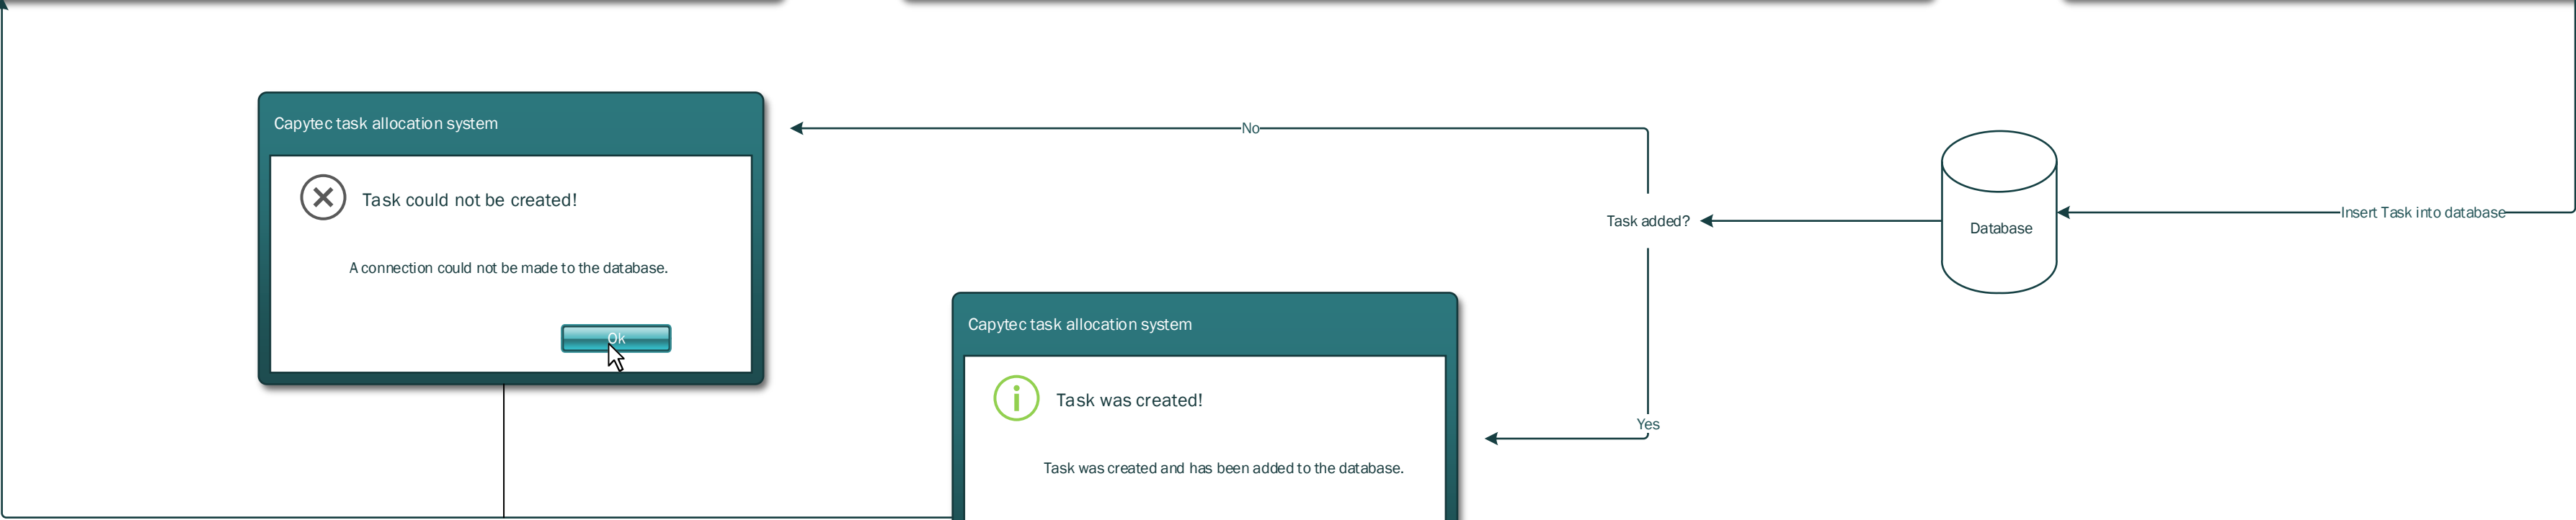 Capytec task allocation system
Task could not be created!
A connection could not be made to the database.
Ok
No
Task added?
Database
Insert Task into database
Yes
Capytec task allocation system
Task was created!
Task was created and has been added to the database.